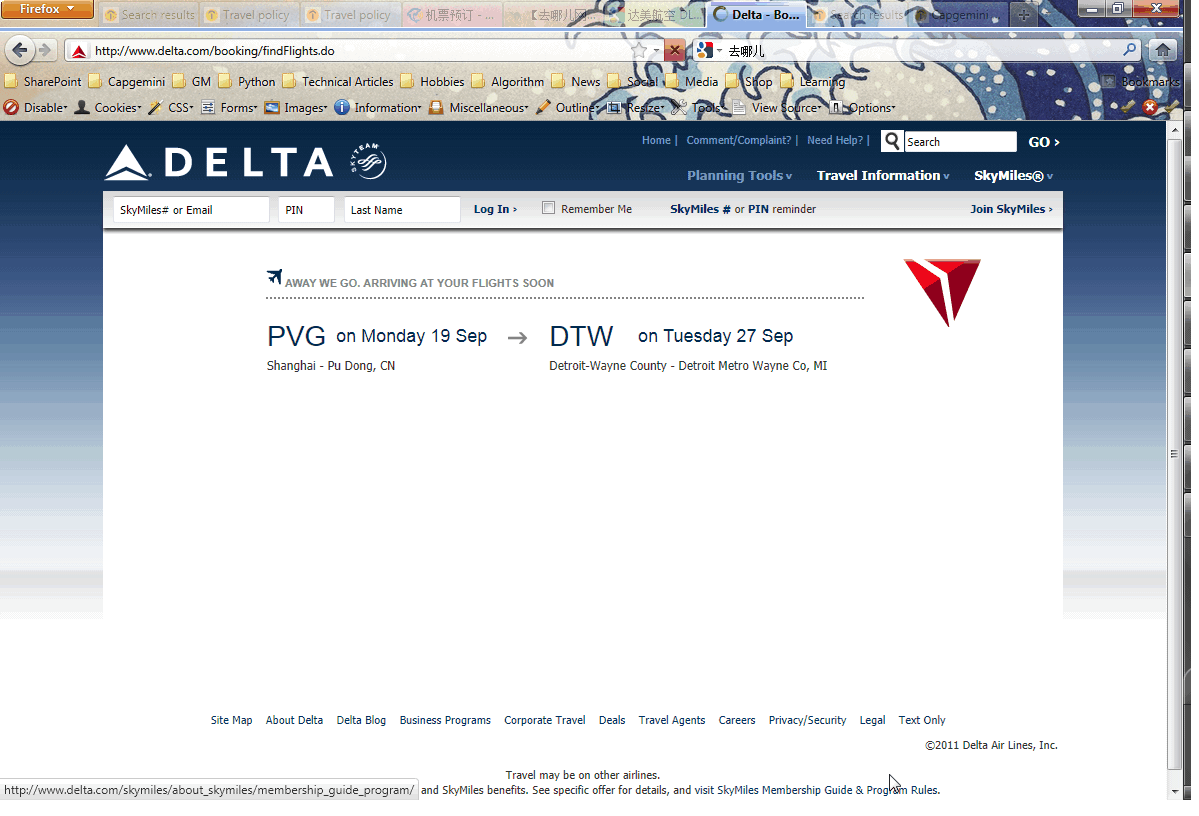 Firefox
Search results
Travel policy
Travel policy
机票预订 - ...
【去哪儿网...
达美航空 DL...
Delta - Bo...
Search results
Capgemini ...
http://www.delta.com/booking/findFlights.do
去哪儿
SharePoint Capgemini GM Python Technical Articles Hobbies Algorithm News Social Media Shop Learning Bookmarks
Disable Cookies CSS Forms Images Information Miscellaneous Outline Resize Tools View Source Options
Home | Comment/Complaint? | Need Help? | Search GO ›
DELTA
SKYTEAM
Planning Tools Travel Information SkyMiles®
SkyMiles# or Email PIN Last Name Log In › Remember Me SkyMiles # or PIN reminder Join SkyMiles ›
AWAY WE GO. ARRIVING AT YOUR FLIGHTS SOON
PVG on Monday 19 Sep → DTW on Tuesday 27 Sep
Shanghai - Pu Dong, CN Detroit-Wayne County - Detroit Metro Wayne Co, MI
Site Map About Delta Delta Blog Business Programs Corporate Travel Deals Travel Agents Careers Privacy/Security Legal Text Only
©2011 Delta Air Lines, Inc.
Travel may be on other airlines.
http://www.delta.com/skymiles/about_skymiles/membership_guide_program/ and SkyMiles benefits. See specific offer for details, and visit SkyMiles Membership Guide & Program Rules.